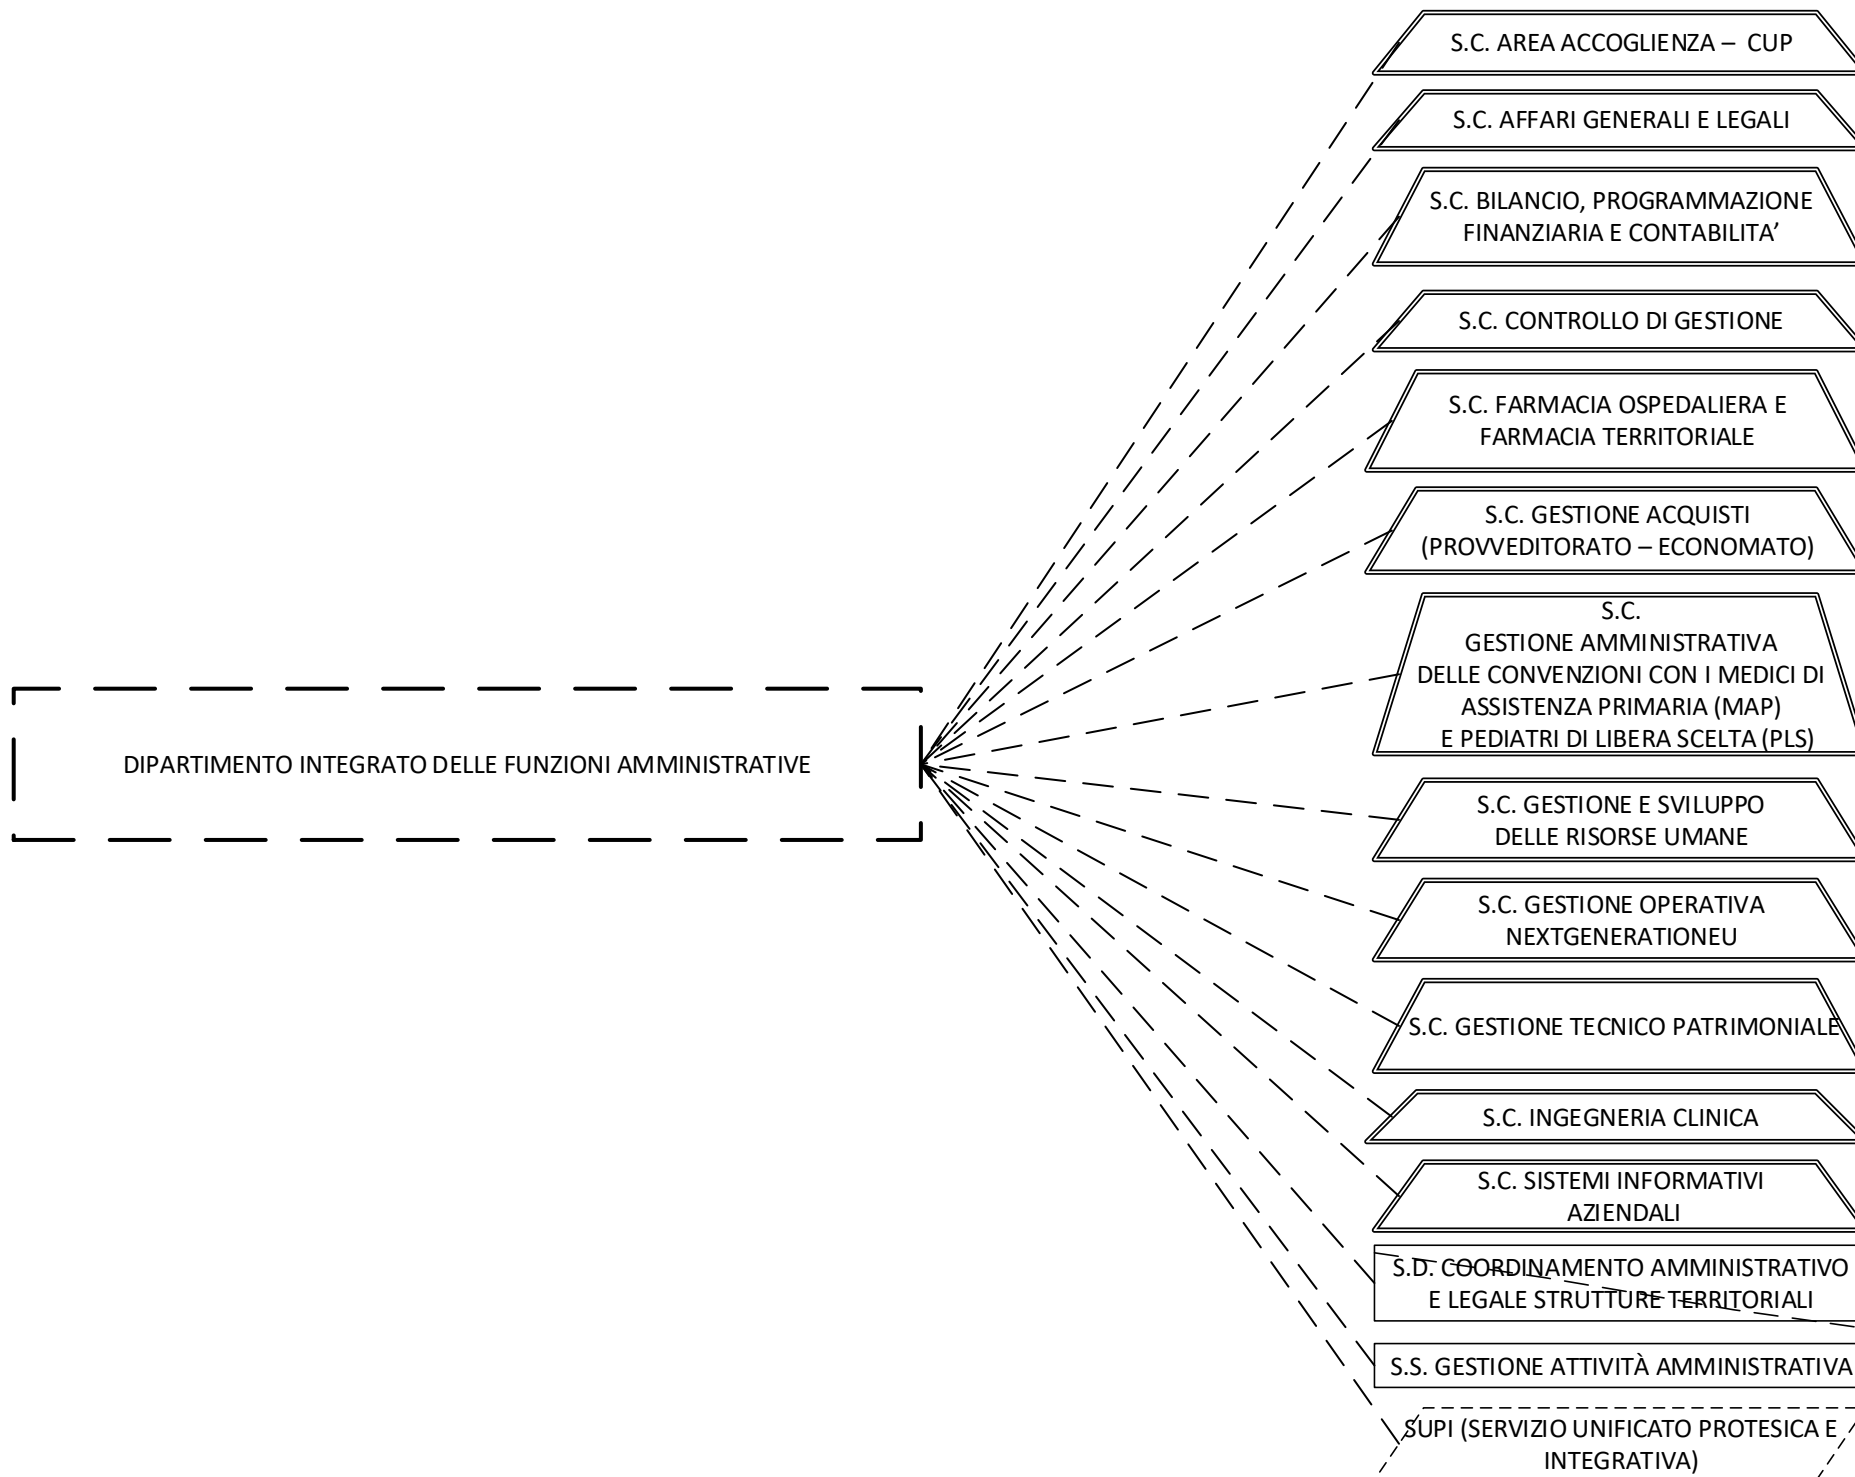 S.C. AREA ACCOGLIENZA – CUP
S.C. AFFARI GENERALI E LEGALI
S.C. BILANCIO, PROGRAMMAZIONE
FINANZIARIA E CONTABILITA’
S.C. CONTROLLO DI GESTIONE
S.C. FARMACIA OSPEDALIERA E
FARMACIA TERRITORIALE
S.C. GESTIONE ACQUISTI
(PROVVEDITORATO – ECONOMATO)
S.C.
GESTIONE AMMINISTRATIVA
DELLE CONVENZIONI CON I MEDICI DI
ASSISTENZA PRIMARIA (MAP)
E PEDIATRI DI LIBERA SCELTA (PLS)
DIPARTIMENTO INTEGRATO DELLE FUNZIONI AMMINISTRATIVE
S.C. GESTIONE E SVILUPPO
DELLE RISORSE UMANE
S.C. GESTIONE OPERATIVA
NEXTGENERATIONEU
S.C. GESTIONE TECNICO PATRIMONIALE
S.C. INGEGNERIA CLINICA
S.C. SISTEMI INFORMATIVI
AZIENDALI
S.D. COORDINAMENTO AMMINISTRATIVO
E LEGALE STRUTTURE TERRITORIALI
S.S. GESTIONE ATTIVITÀ AMMINISTRATIVA
SUPI (SERVIZIO UNIFICATO PROTESICA E
INTEGRATIVA)